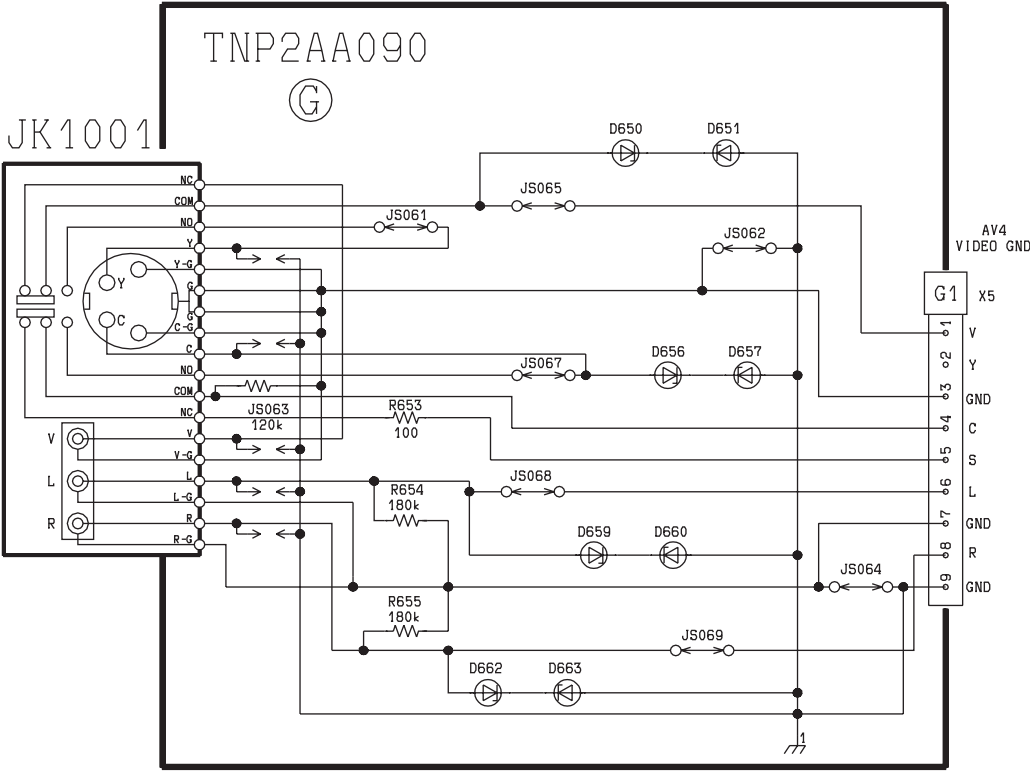 TNP2AA090
G
JK1001
D650
D651
NC
COM
JS065
NO
JS061
Y
JS062
AV4
VIDEO GND
Y-G
Y
G
G1
X5
G
C
C-G
1
V
C
2
Y
NO
JS067
D656
D657
COM
3
GND
JS063
120k
R653
100
NC
4
C
V
V
V-G
5
S
L
L
JS068
6
L
R654
180k
L-G
R
R
7
GND
D659
D660
R-G
8
R
JS064
9
GND
R655
180k
JS069
D662
D663
1